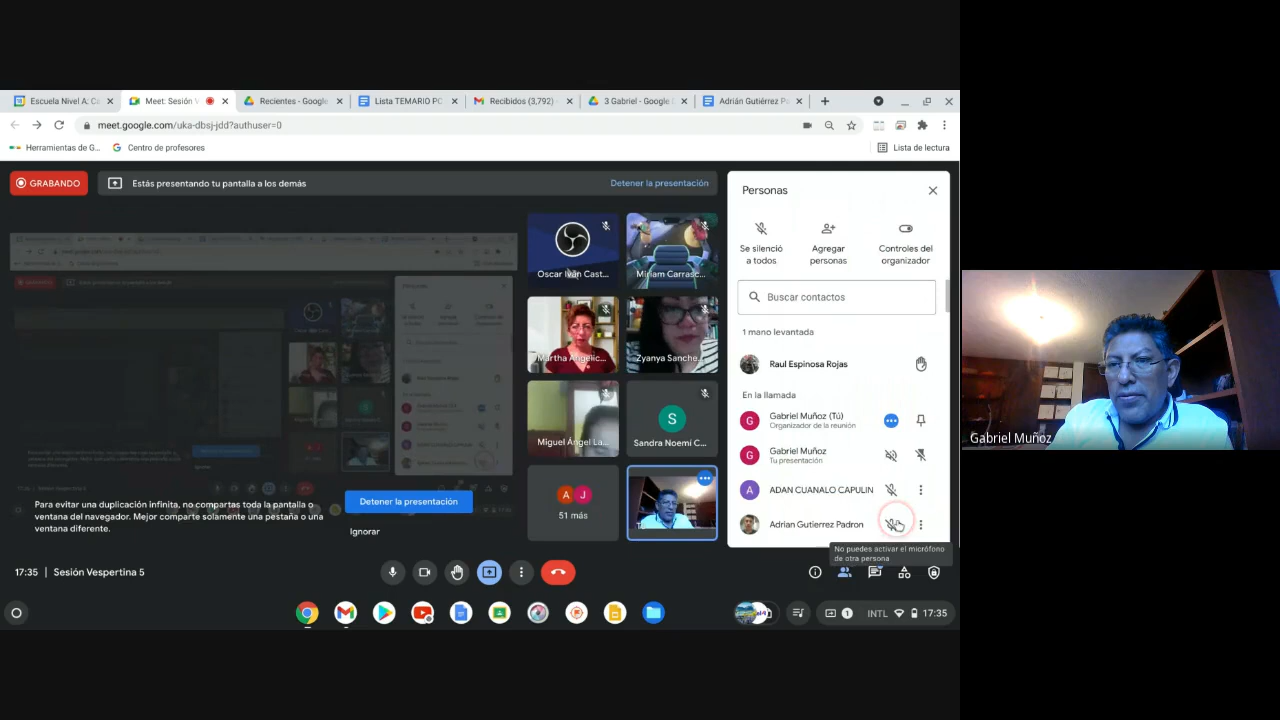 Escuela Nivel A: C
Meet: Sesión V
Recientes - Google
Lista TEMARIO PC
Recibidos (3,792)
3 Gabriel - Google
Adrián Gutiérrez P
meet.google.com/uka-dbsj-jdd?authuser=0
Herramientas de G...
Centro de profesores
Lista de lectura
GRABANDO
Estás presentando tu pantalla a los demás
Detener la presentación
Personas
Se silenció a todos
Agregar personas
Controles del organizador
Buscar contactos
1 mano levantada
Raul Espinosa Rojas
En la llamada
Gabriel Muñoz (Tú)
Organizador de la reunión
Gabriel Muñoz
Tu presentación
A
ADAN CUANALO CAPULIN
Adrian Gutierrez Padron
No puedes activar el micrófono
de otra persona
Oscar Iván Cast...
Miriam Carrasc...
Martha Angélic...
Zyanya Sanche...
Miguel Ángel La...
S
Sandra Noemí C...
A J
51 más
Para evitar una duplicación infinita, no compartas toda la pantalla o
ventana del navegador. Mejor comparte solamente una pestaña o una
ventana diferente.
Detener la presentación
Ignorar
17:35 | Sesión Vespertina 5
1
INTL
17:35
Gabriel Muñoz